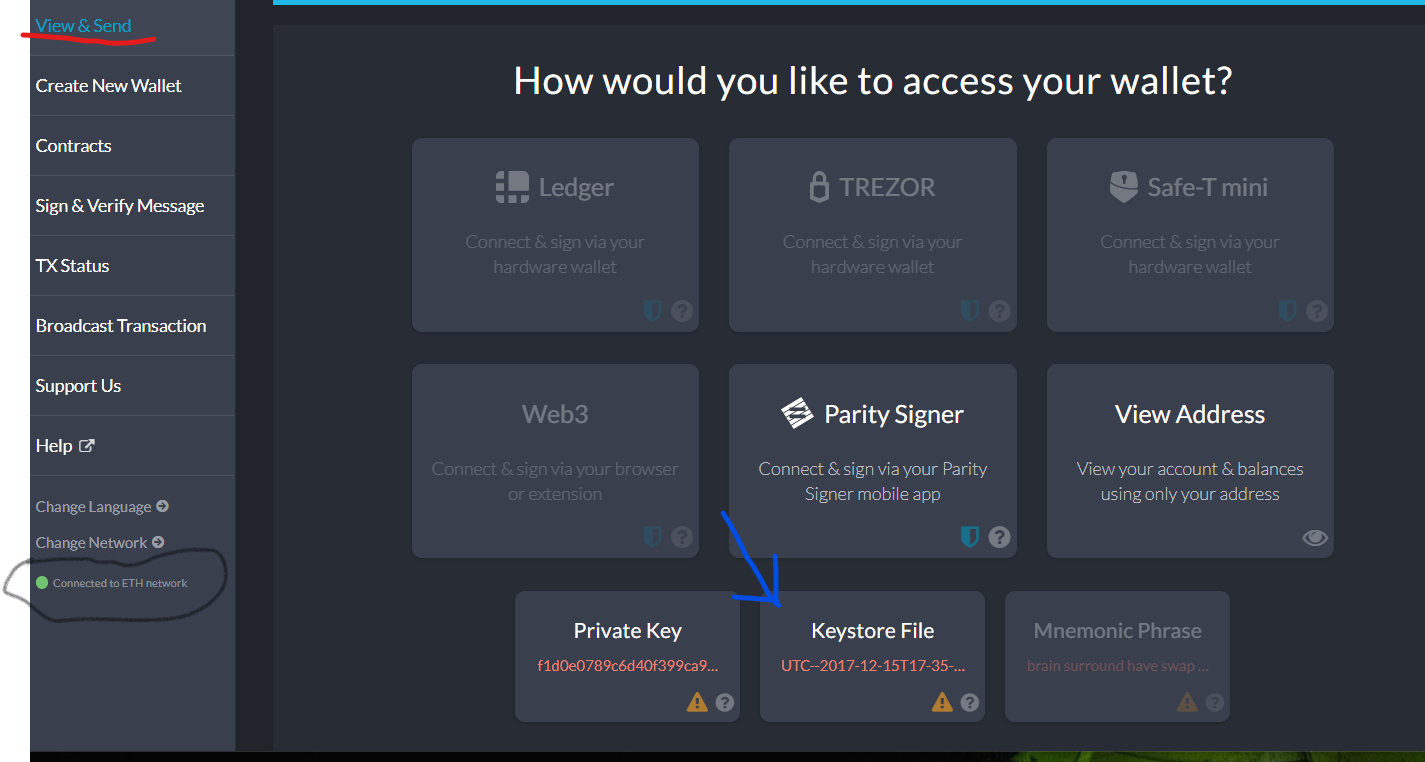 View & Send
Create New Wallet
Contracts
Sign & Verify Message
TX Status
Broadcast Transaction
Support Us
Help
Change Language
Change Network
Connected to ETH network
How would you like to access your wallet?
Ledger
Connect & sign via your
hardware wallet
?
TREZOR
Connect & sign via your
hardware wallet
?
Safe-T mini
Connect & sign via your
hardware wallet
?
Web3
Connect & sign via your browser
or extension
?
Parity Signer
Connect & sign via your Parity
Signer mobile app
?
View Address
View your account & balances
using only your address
Private Key
f1d0e0789c6d40f399ca9...
?
Keystore File
UTC--2017-12-15T17-35-...
?
Mnemonic Phrase
brain surround have swap ...
?